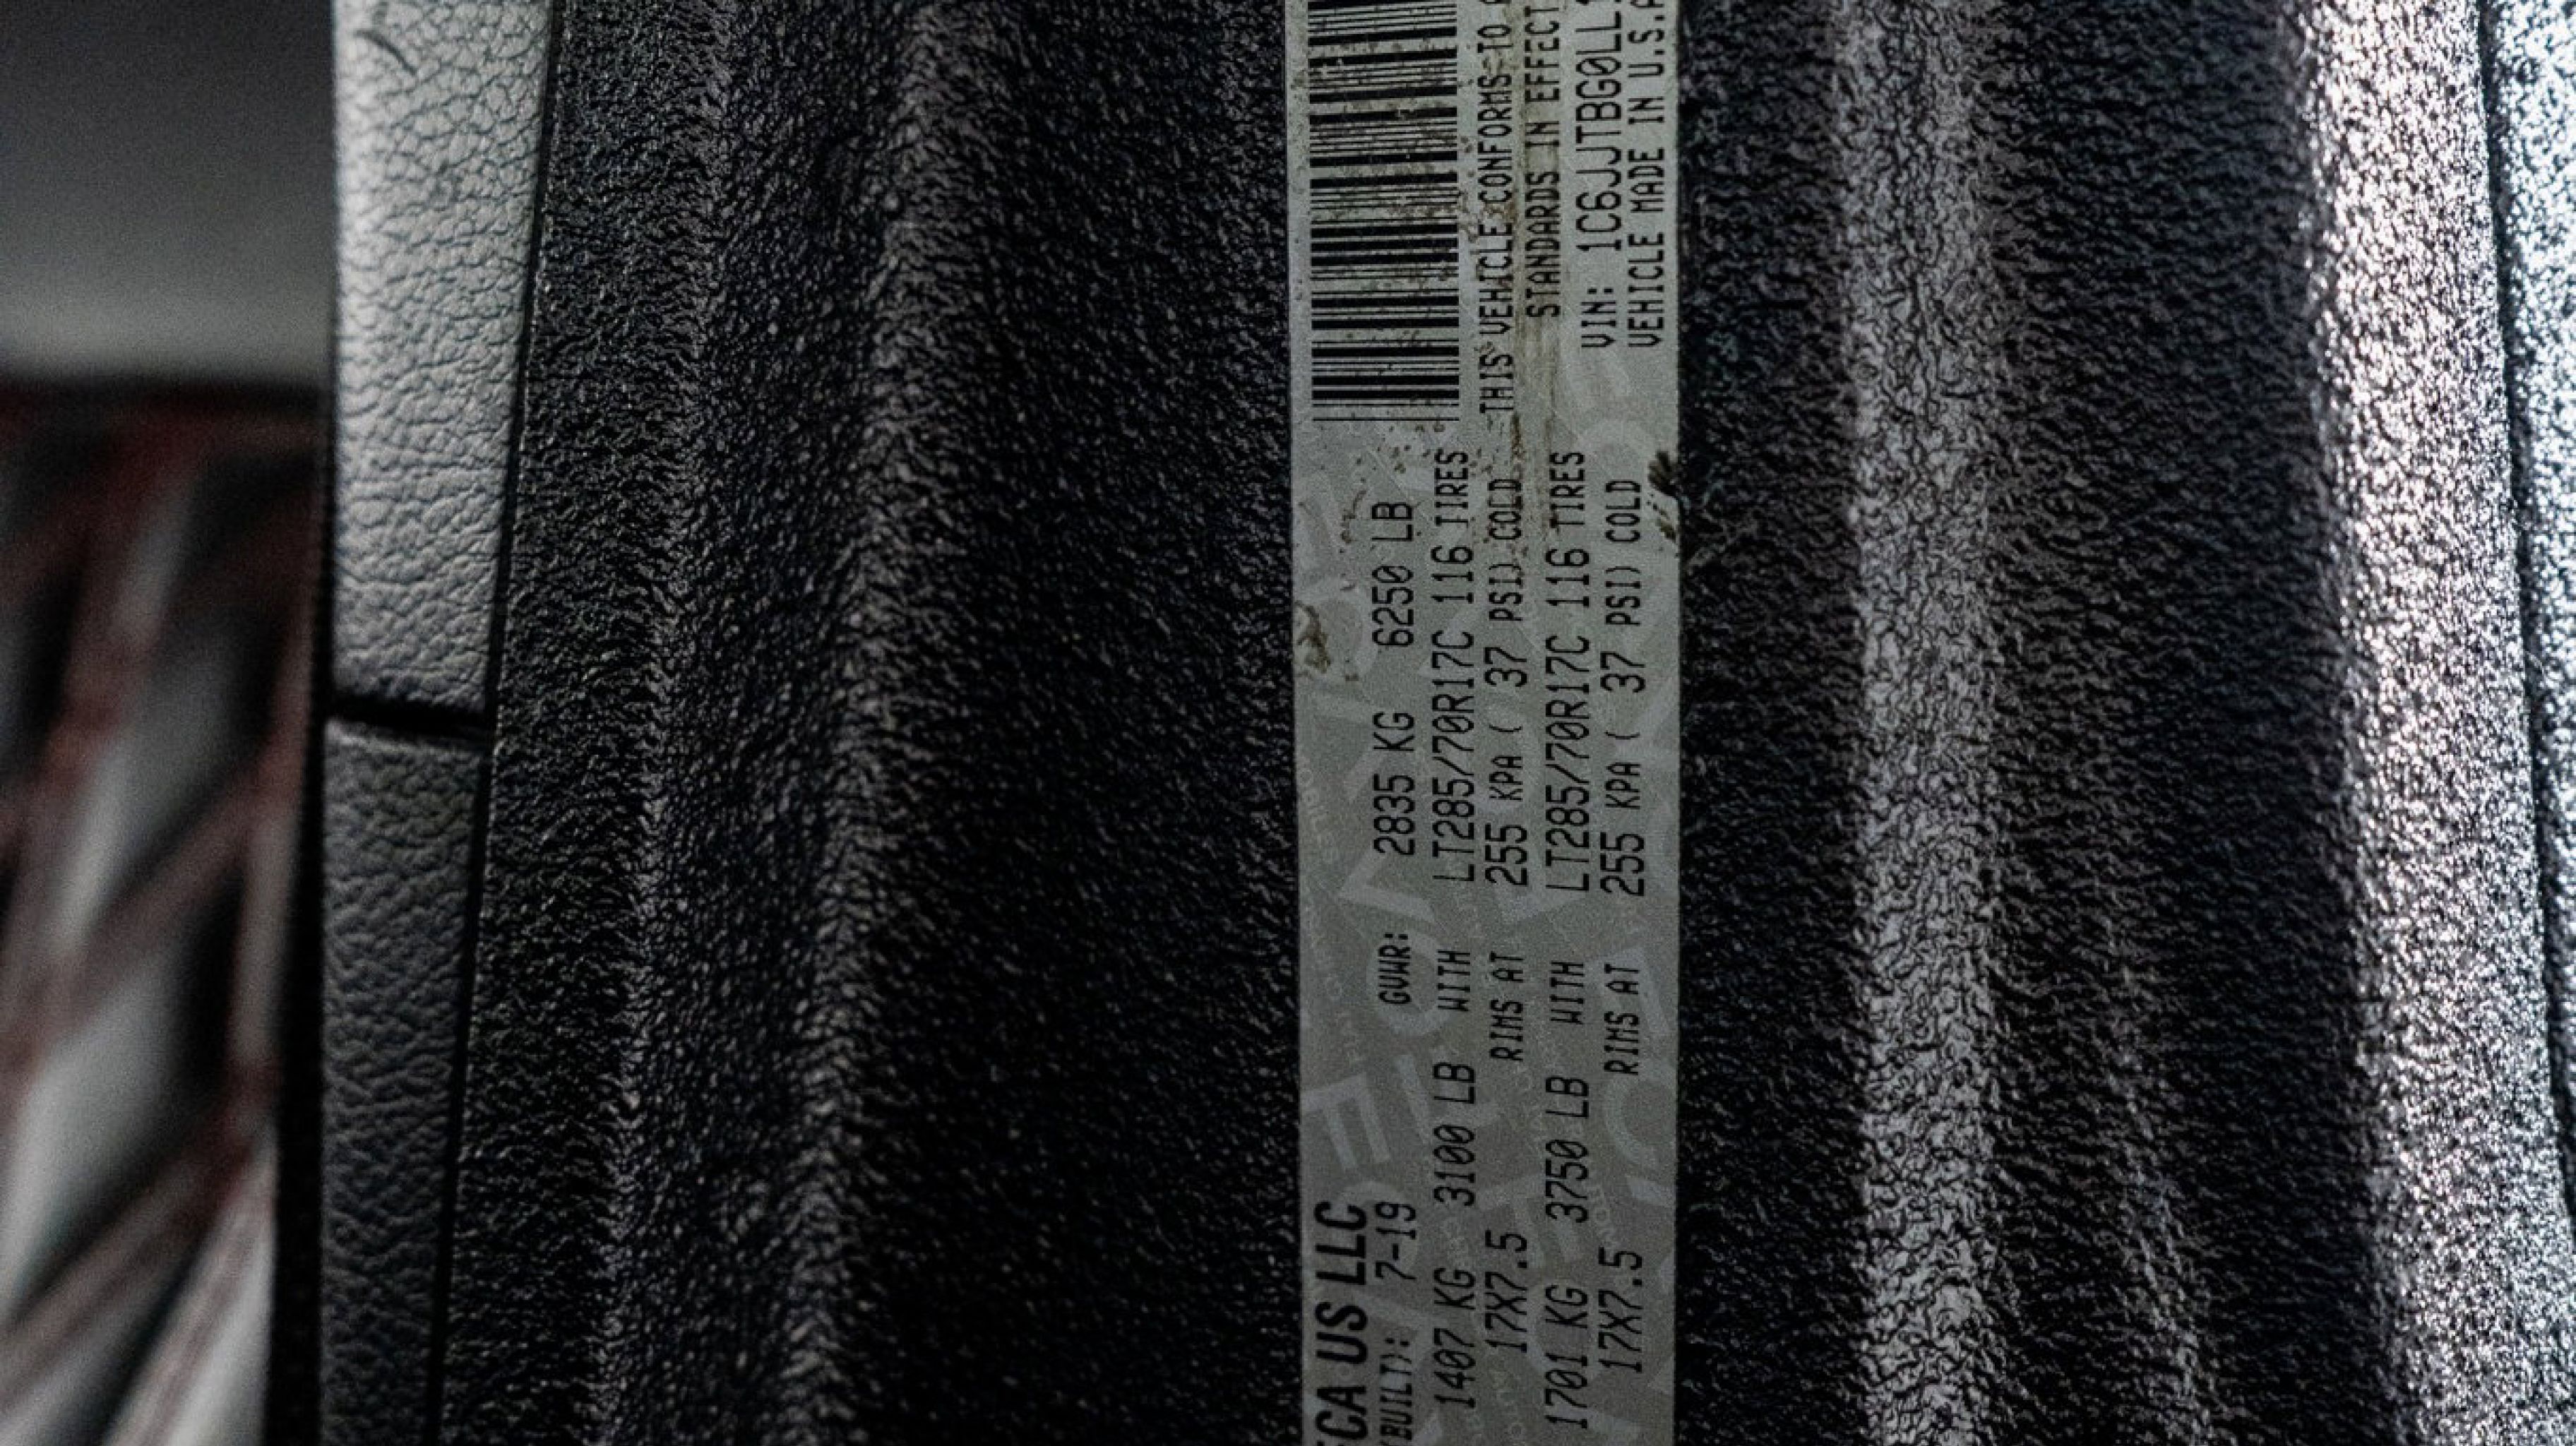 FCA US LLC
(BUILT): 7-19 GVWR: 2835 KG 6250 LB
1407 KG 3100 LB WITH LT285/70R17C 116 TIRES
17X7.5 RIMS AT 255 KPA ( 37 PSI) COLD
1701 KG 3750 LB WITH LT285/70R17C 116 TIRES
17X7.5 RIMS AT 255 KPA ( 37 PSI) COLD
THIS VEHICLE CONFORMS TO
STANDARDS IN EFFECT
VIN: 1C6JJTBG0LL
VEHICLE MADE IN U.S.A